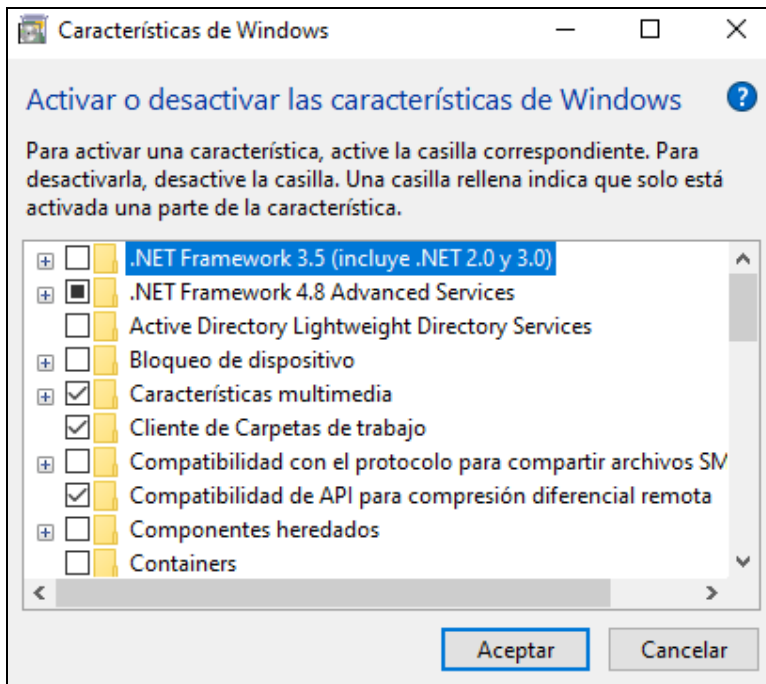 Características de Windows
Activar o desactivar las características de Windows
?
Para activar una característica, active la casilla correspondiente. Para
desactivarla, desactive la casilla. Una casilla rellena indica que solo está
activada una parte de la característica.
.NET Framework 3.5 (incluye .NET 2.0 y 3.0)
.NET Framework 4.8 Advanced Services
Active Directory Lightweight Directory Services
Bloqueo de dispositivo
Características multimedia
Cliente de Carpetas de trabajo
Compatibilidad con el protocolo para compartir archivos SM
Compatibilidad de API para compresión diferencial remota
Componentes heredados
Containers
Aceptar
Cancelar